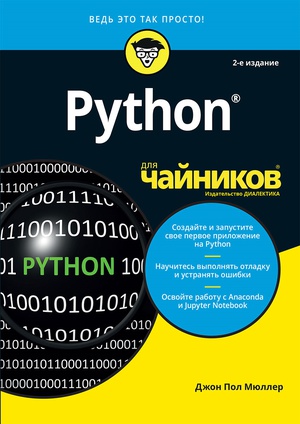 ВЕДЬ ЭТО ТАК ПРОСТО!
2-е издание
Python®
для
чайников®
Издательство ДИАЛЕКТИКА
Создайте и запустите
свое первое приложение
на Python
Научитесь выполнять отладку
и устранять ошибки
Освойте работу с Anaconda
и Jupyter Notebook
PYTHON
Джон Пол Мюллер